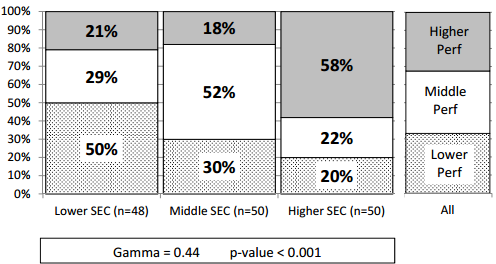 100%
90%
80%
70%
60%
50%
40%
30%
20%
10%
0%
21%
29%
50%
18%
52%
30%
58%
22%
20%
Higher
Perf
Middle
Perf
Lower
Perf
Lower SEC (n=48) Middle SEC (n=50) Higher SEC (n=50) All
Gamma = 0.44 p-value < 0.001